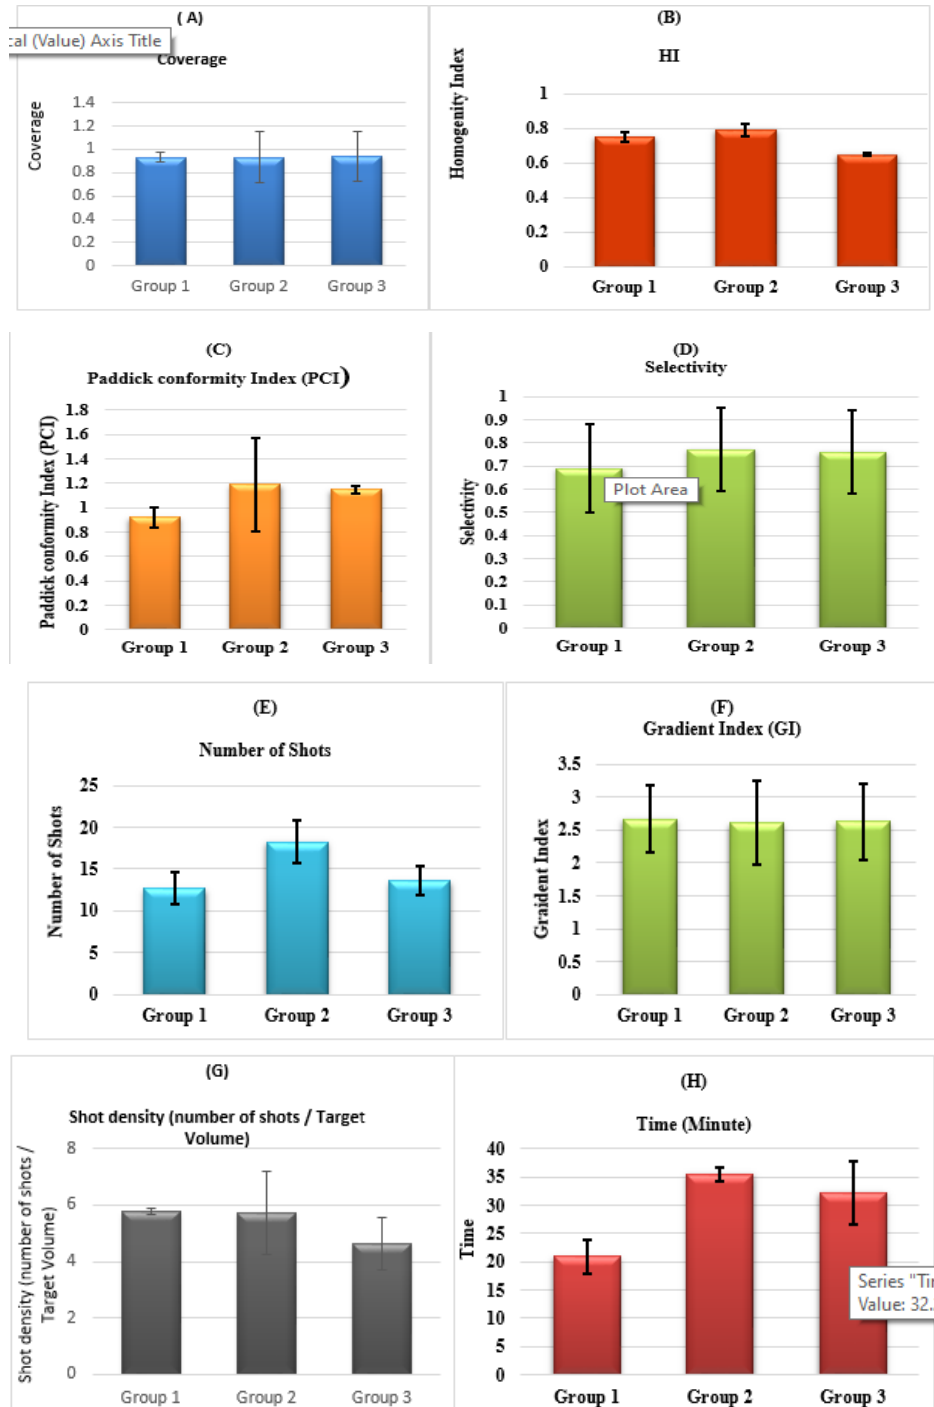 ( A)
cal (Value) Axis Title
Coverage
Coverage
1.4
1.2
1
0.8
0.6
0.4
0.2
0
Group 1 Group 2 Group 3
(B)
HI
Homogenity Index
1
0.8
0.6
0.4
0.2
0
Group 1 Group 2 Group 3
(C)
Paddick conformity Index (PCI)
Paddick conformity Index (PCI)
1.8
1.6
1.4
1.2
1
0.8
0.6
0.4
0.2
0
Group 1 Group 2 Group 3
(D)
Selectivity
Selectivity
1
0.9
0.8
0.7
0.6
0.5
0.4
0.3
0.2
0.1
0
Plot Area
Group 1 Group 2 Group 3
(E)
Number of Shots
Number of Shots
25
20
15
10
5
0
Group 1 Group 2 Group 3
(F)
Gradient Index (GI)
Graident Index
3.5
3
2.5
2
1.5
1
0.5
0
Group 1 Group 2 Group 3
(G)
Shot density (number of shots / Target
Volume)
Shot density (number of shots /
Target Volume)
8
6
4
2
0
Group 1 Group 2 Group 3
(H)
Time (Minute)
Time
40
35
30
25
20
15
10
5
0
Series "Tir
Value: 32.
Group 1 Group 2 Group 3